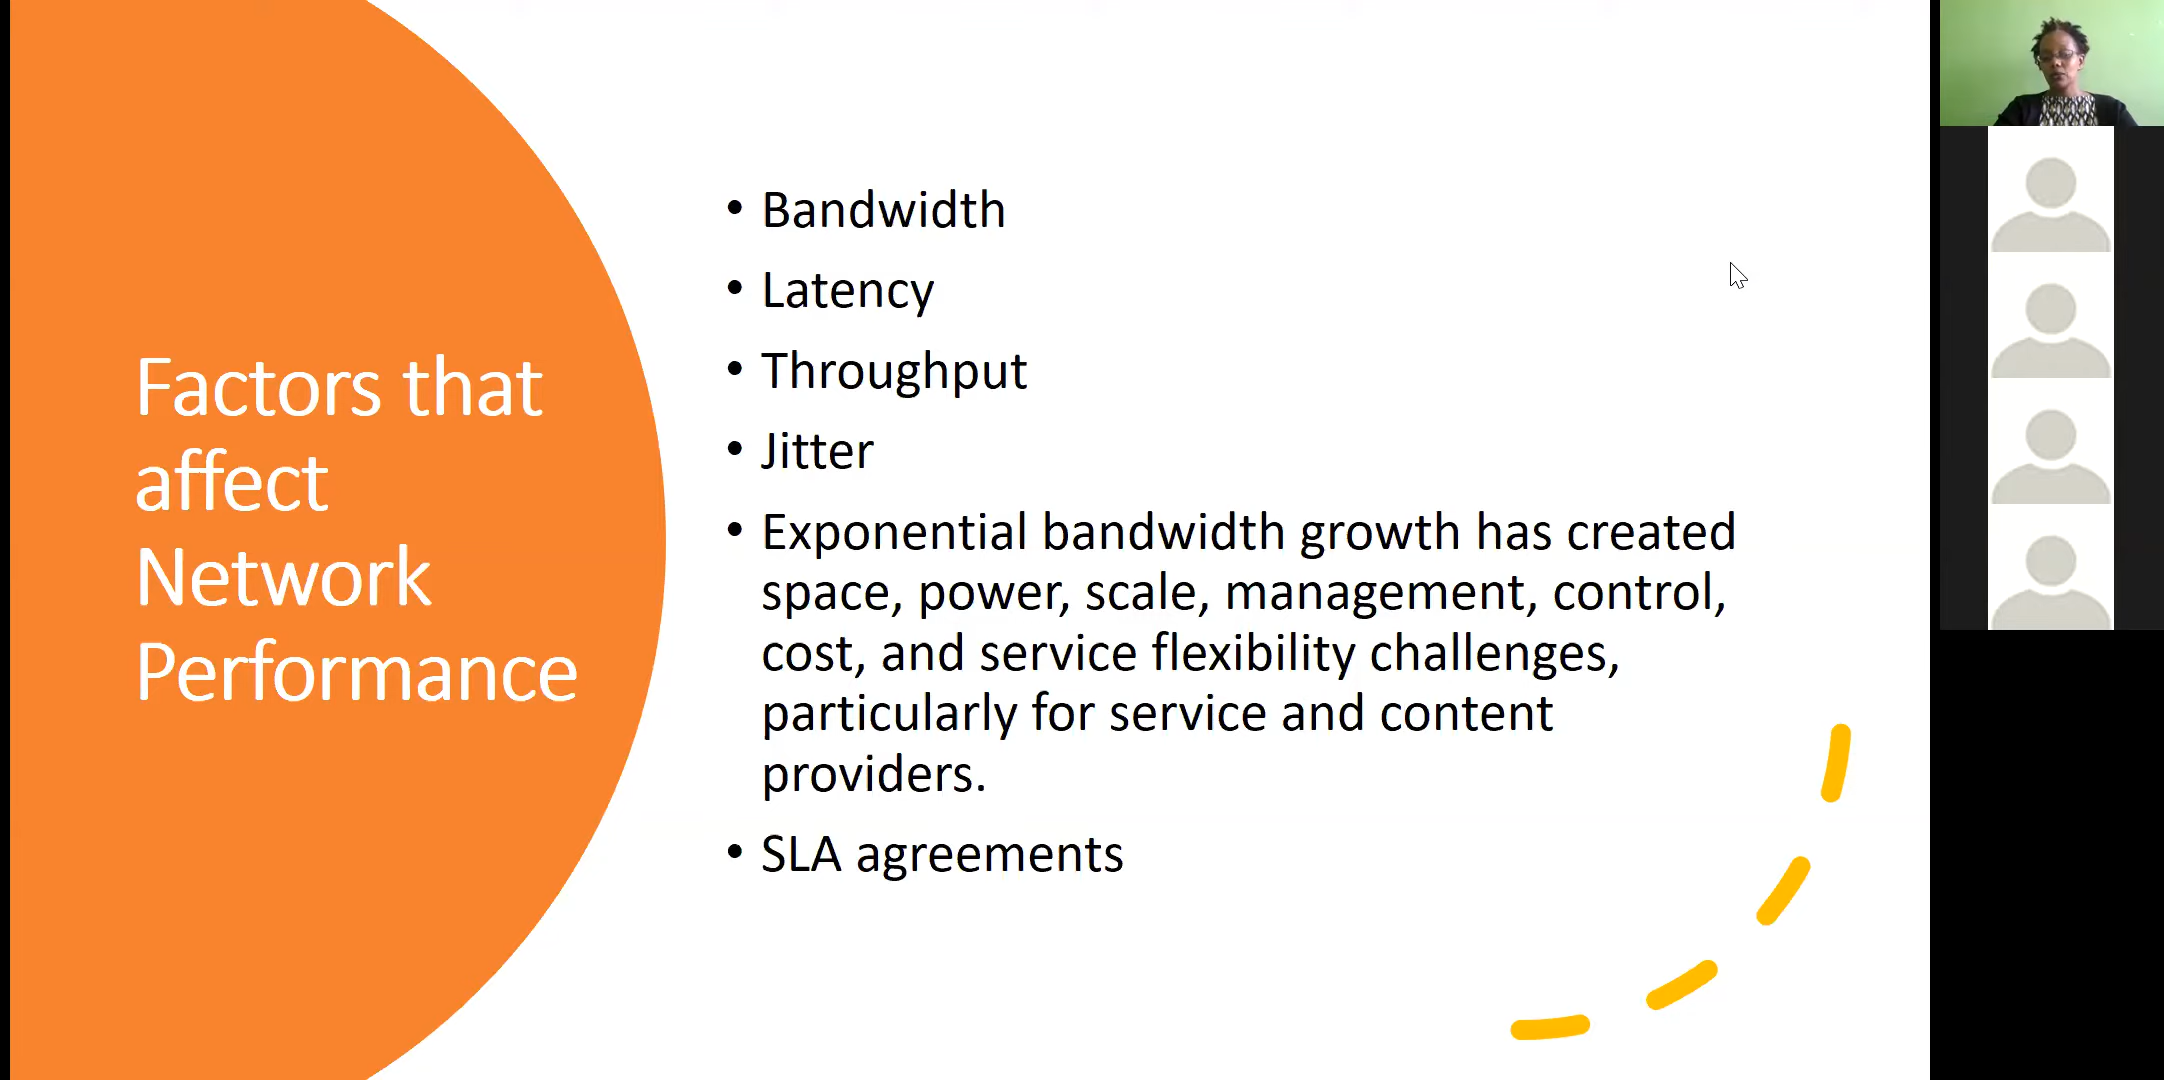 Factors that
affect
Network
Performance
• Bandwidth
• Latency
• Throughput
• Jitter
• Exponential bandwidth growth has created
space, power, scale, management, control,
cost, and service flexibility challenges,
particularly for service and content
providers.
• SLA agreements